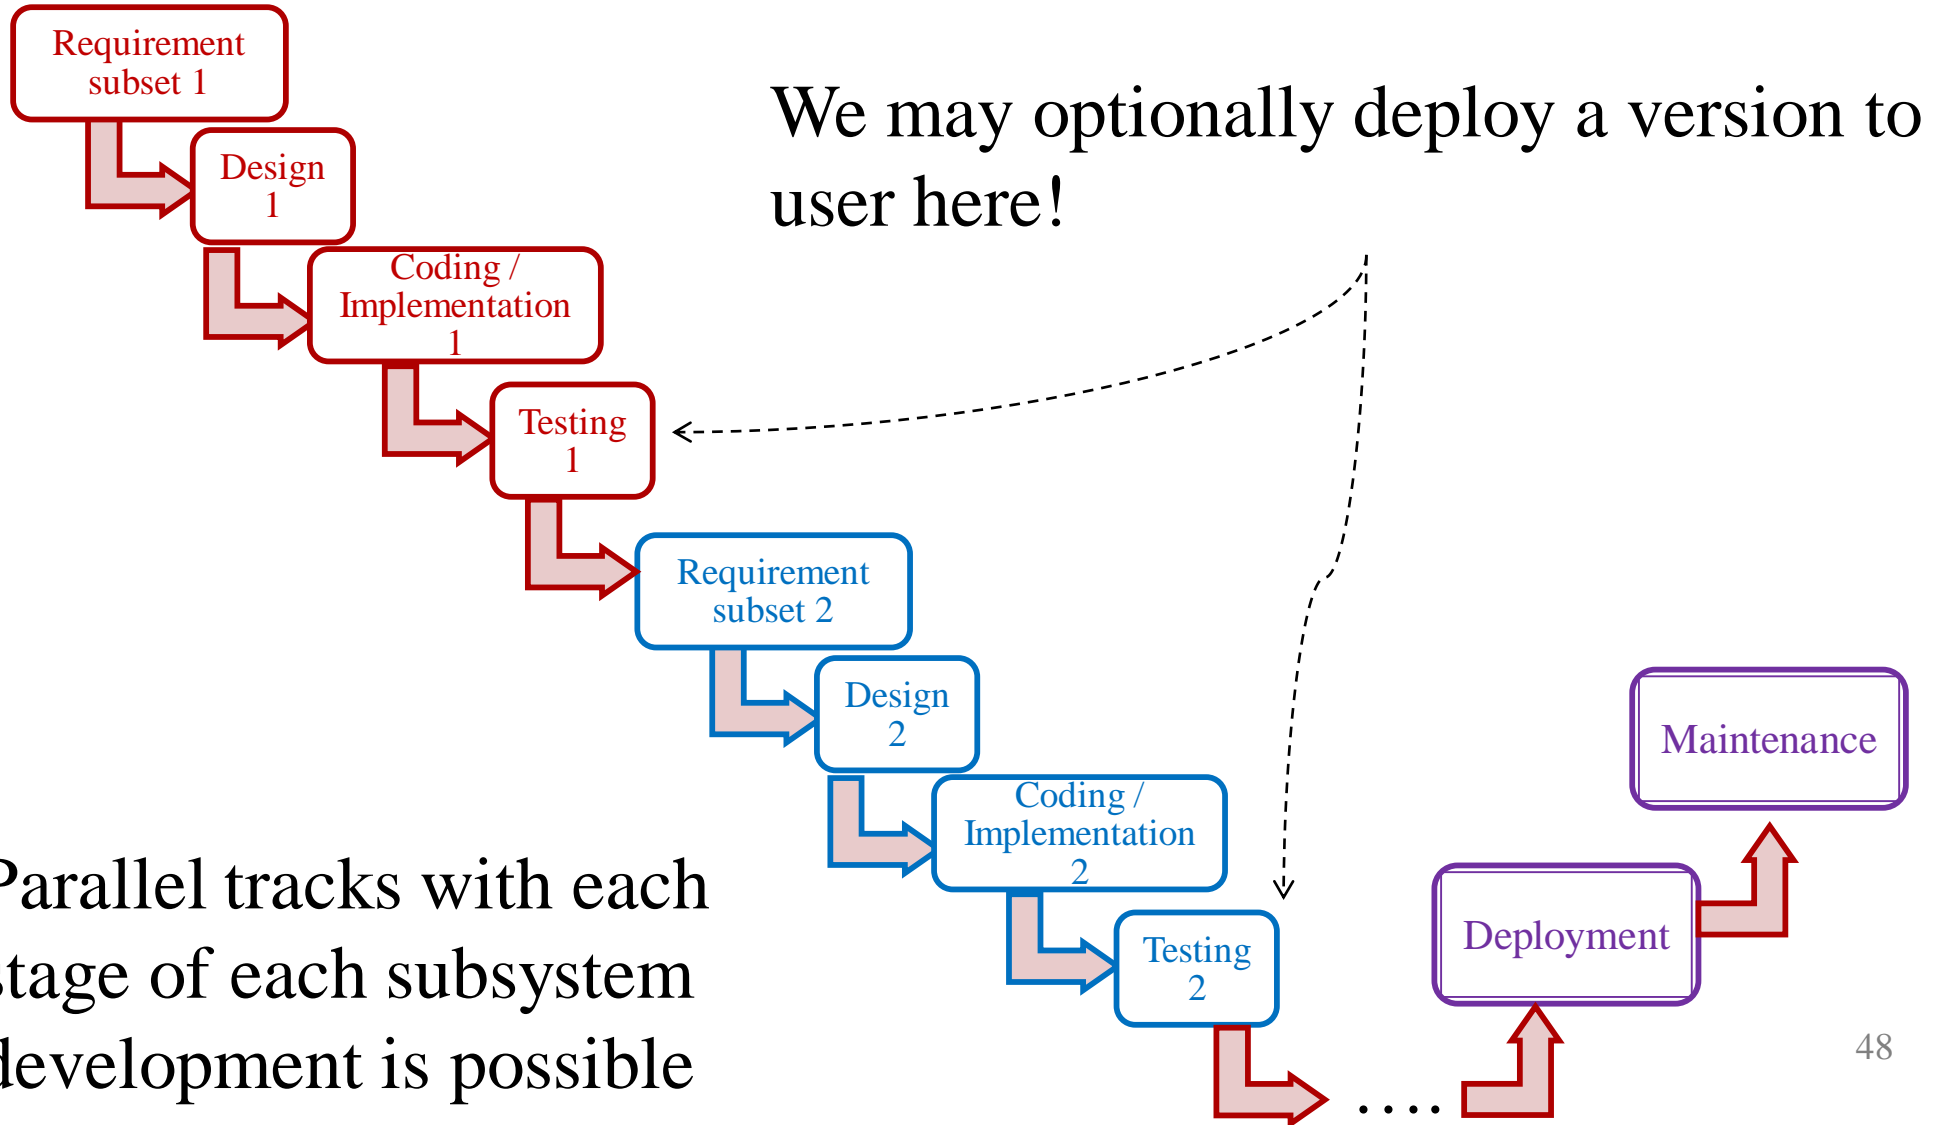 Requirement
subset 1
We may optionally deploy a version to
user here!
Design
1
Coding /
Implementation
1
Testing
1
Requirement
subset 2
Design
2
Maintenance
Coding /
Implementation
2
Parallel tracks with each
stage of each subsystem
development is possible
Testing
2
Deployment
. . . .
48